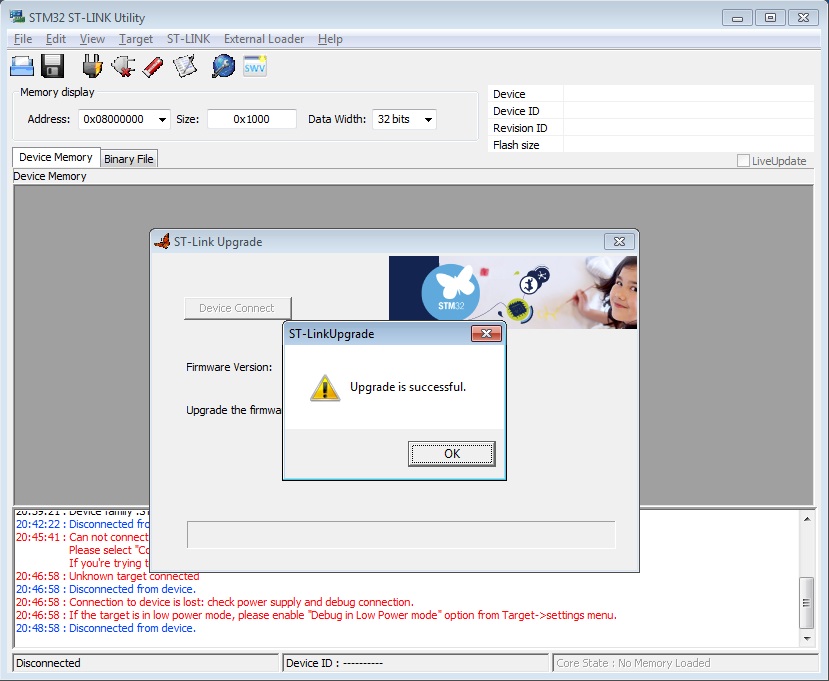 STM32 ST-LINK Utility
File Edit View Target ST-LINK External Loader Help
SWV
Memory display
Address: 0x08000000 Size: 0x1000 Data Width: 32 bits
Device
Device ID
Revision ID
Flash size
LiveUpdate
Device Memory Binary File
Device Memory
ST-Link Upgrade
STM32
Device Connect
ST-LinkUpgrade
Firmware Version:
Upgrade is successful.
Upgrade the firmwa
OK
20:39:21 : Device family :ST
20:42:22 : Disconnected fro
20:45:41 : Can not connect
Please select "Co
If you're trying t
20:46:58 : Unknown target connected
20:46:58 : Disconnected from device.
20:46:58 : Connection to device is lost: check power supply and debug connection.
20:46:58 : If the target is in low power mode, please enable "Debug in Low Power mode" option from Target->settings menu.
20:48:58 : Disconnected from device.
Disconnected Device ID : ---------- Core State : No Memory Loaded